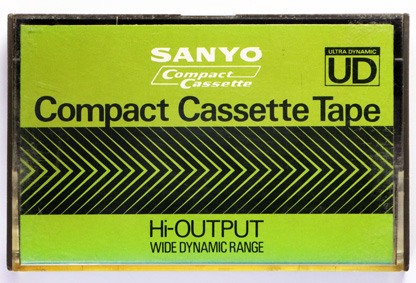 SANYO
Compact
Cassette
ULTRA DYNAMIC
UD
Compact Cassette Tape
Hi-OUTPUT
WIDE DYNAMIC RANGE